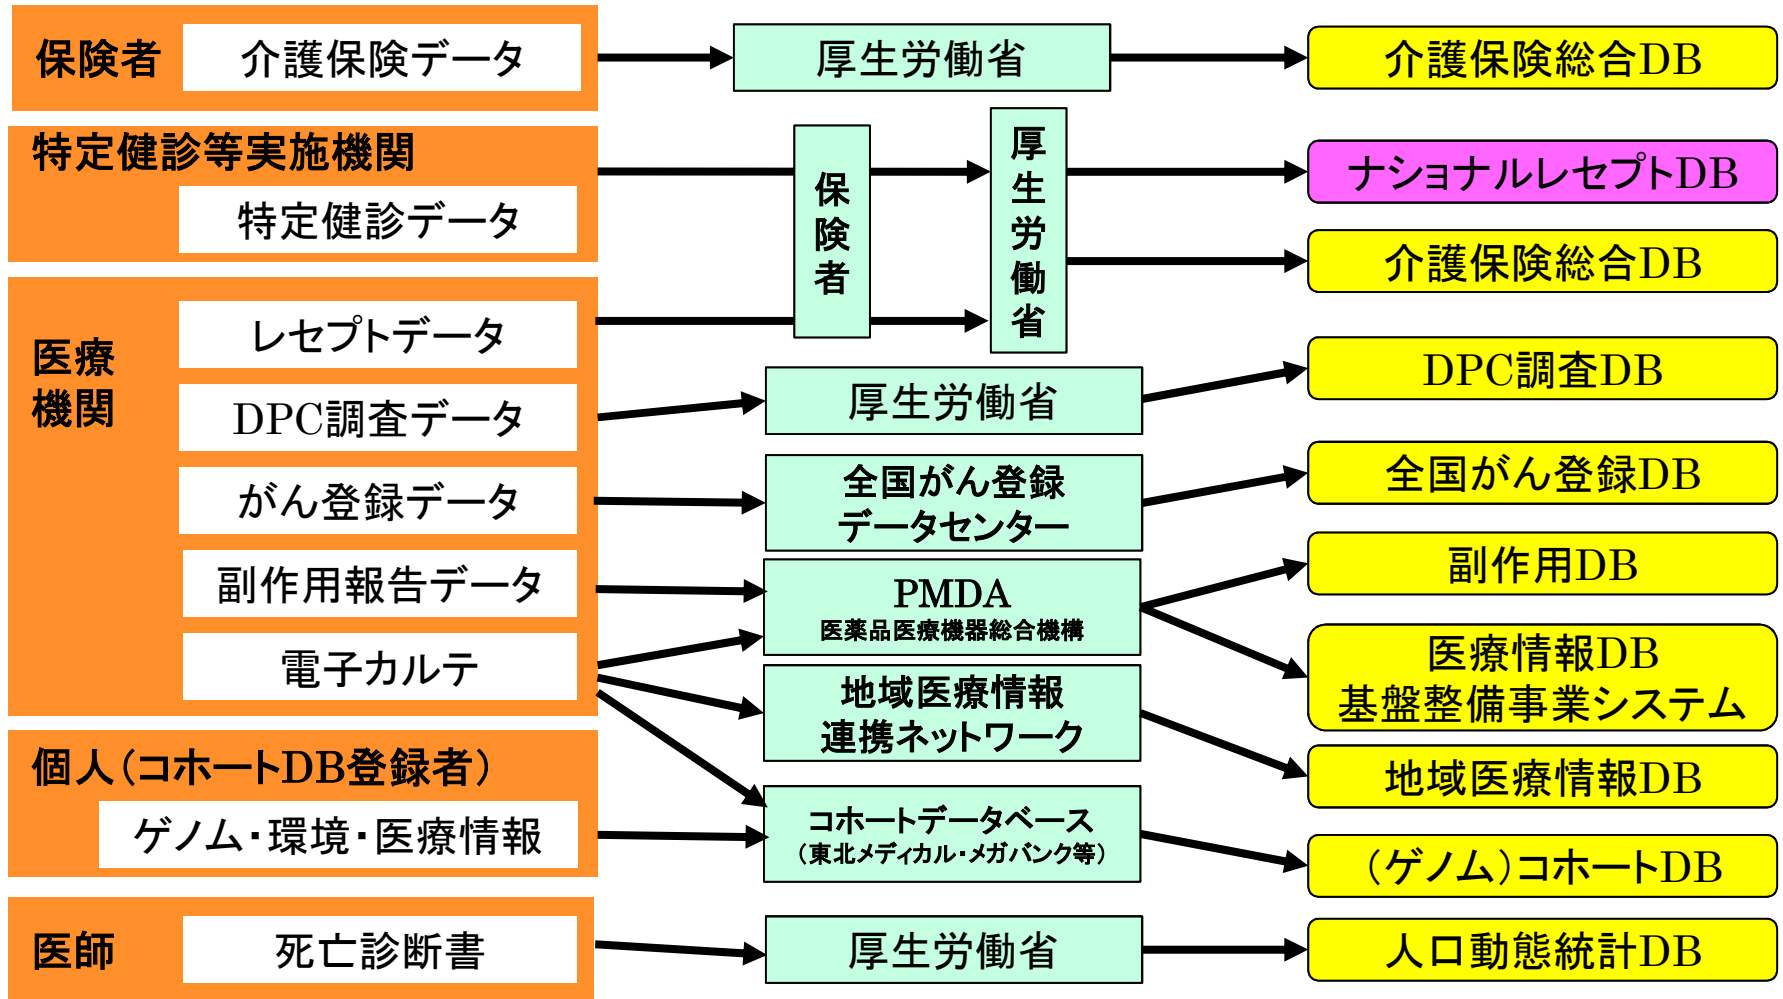 保険者
介護保険データ
厚生労働省
介護保険総合DB
特定健診等実施機関
特定健診データ
保険者
厚生労働省
ナショナルレセプトDB
介護保険総合DB
医療
機関
レセプトデータ
DPC調査データ
厚生労働省
DPC調査DB
がん登録データ
全国がん登録
データセンター
全国がん登録DB
副作用報告データ
PMDA
医薬品医療機器総合機構
副作用DB
医療情報DB
基盤整備事業システム
電子カルテ
地域医療情報
連携ネットワーク
地域医療情報DB
個人(コホートDB登録者)
ゲノム・環境・医療情報
コホートデータベース
(東北メディカル・メガバンク等)
(ゲノム)コホートDB
医師
死亡診断書
厚生労働省
人口動態統計DB